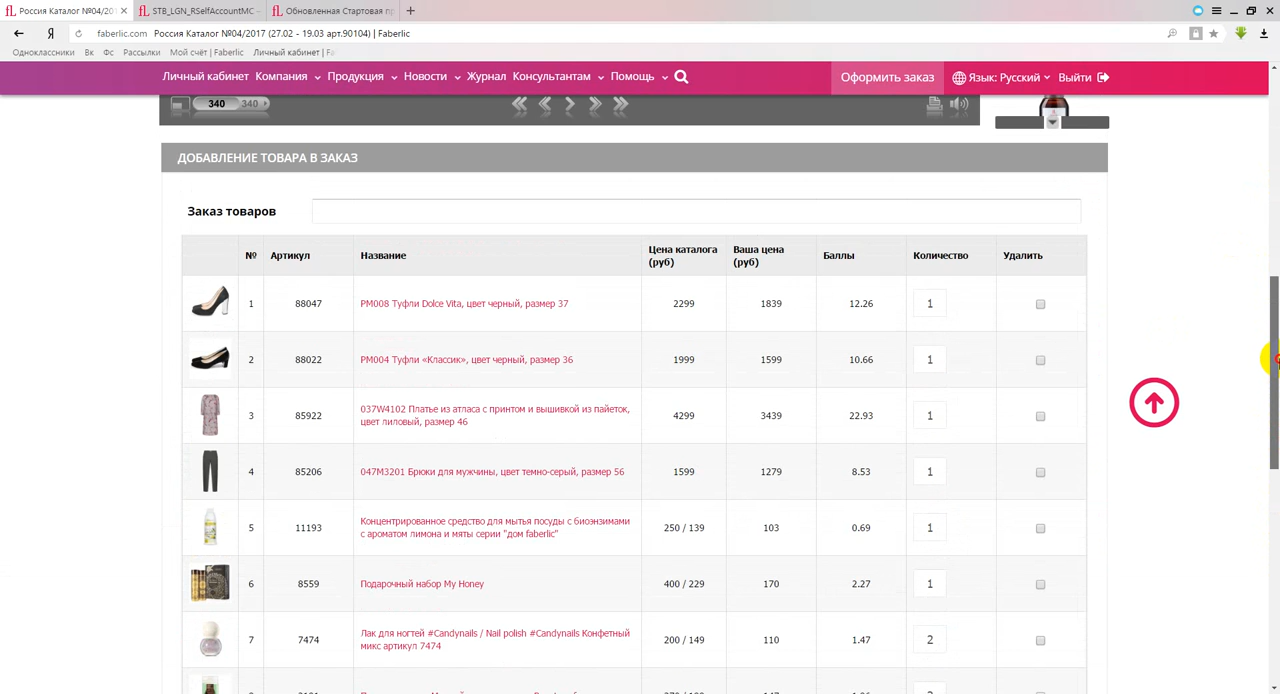 Россия Каталог №04/201
STB_LGN_RSelfAccountMC -
Обновленная Стартовая пр
Я faberlic.com Россия Каталог №04/2017 (27.02 - 19.03 арт.90104) | Faberlic
Одноклассники Вк Фс Рассылки Мой счёт | Faberlic Личный кабинет | Fa
Личный кабинет Компания Продукция Новости Журнал Консультантам Помощь Оформить заказ Язык: Русский Выйти
340 340
ДОБАВЛЕНИЕ ТОВАРА В ЗАКАЗ
Заказ товаров
№ Артикул Название Цена каталога (руб) Ваша цена (руб) Баллы Количество Удалить
1 88047 PM008 Туфли Dolce Vita, цвет черный, размер 37 2299 1839 12.26 1
2 88022 PM004 Туфли «Классик», цвет черный, размер 36 1999 1599 10.66 1
3 85922 037W4102 Платье из атласа с принтом и вышивкой из пайеток,
цвет лиловый, размер 46 4299 3439 22.93 1
4 85206 047M3201 Брюки для мужчины, цвет темно-серый, размер 56 1599 1279 8.53 1
5 11193 Концентрированное средство для мытья посуды с биоэнзимами
с ароматом лимона и мяты серии "дом faberlic" 250 / 139 103 0.69 1
6 8559 Подарочный набор My Honey 400 / 229 170 2.27 1
7 7474 Лак для ногтей #Candynails / Nail polish #Candynails Конфетный
микс артикул 7474 200 / 149 110 1.47 2